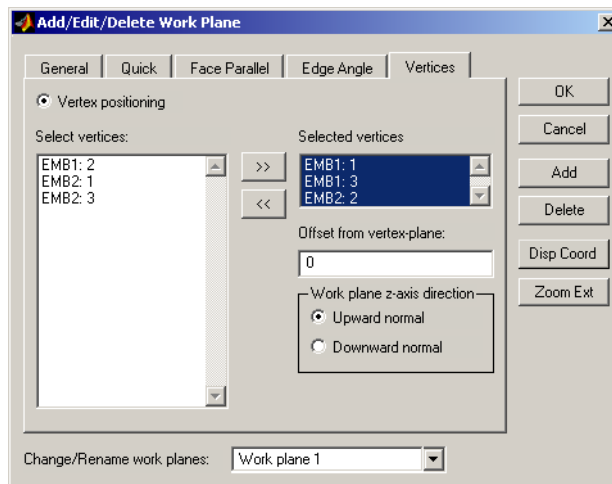 Add/Edit/Delete Work Plane
General Quick Face Parallel Edge Angle Vertices
Vertex positioning
Select vertices:
EMB1: 2
EMB2: 1
EMB2: 3
>>
<<
Selected vertices
EMB1: 1
EMB1: 3
EMB2: 2
Offset from vertex-plane:
0
Work plane z-axis direction
Upward normal
Downward normal
OK
Cancel
Add
Delete
Disp Coord
Zoom Ext
Change/Rename work planes: Work plane 1